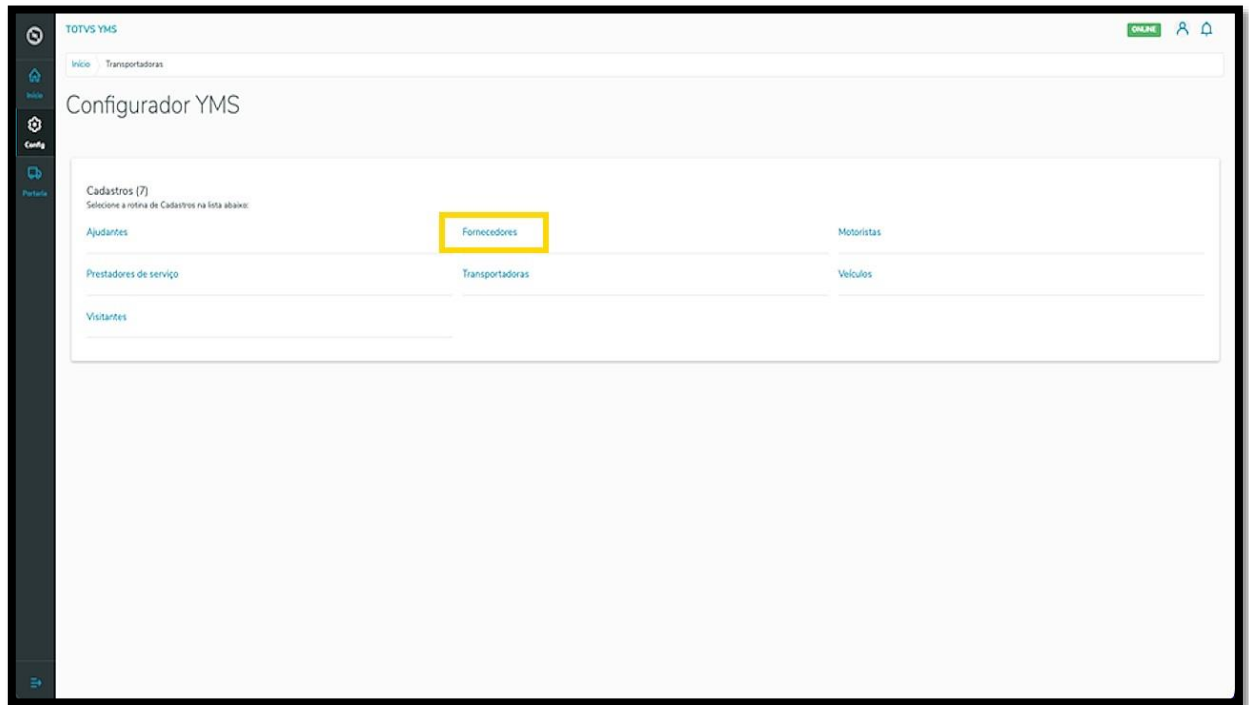 TOTVS YMS
ONLINE
Início Transportadoras
Início
Configurador YMS
Config
Portaria
Cadastros (7)
Selecione a rotina de Cadastros na lista abaixo:
Ajudantes Fornecedores Motoristas
Prestadores de serviço Transportadoras Veículos
Visitantes